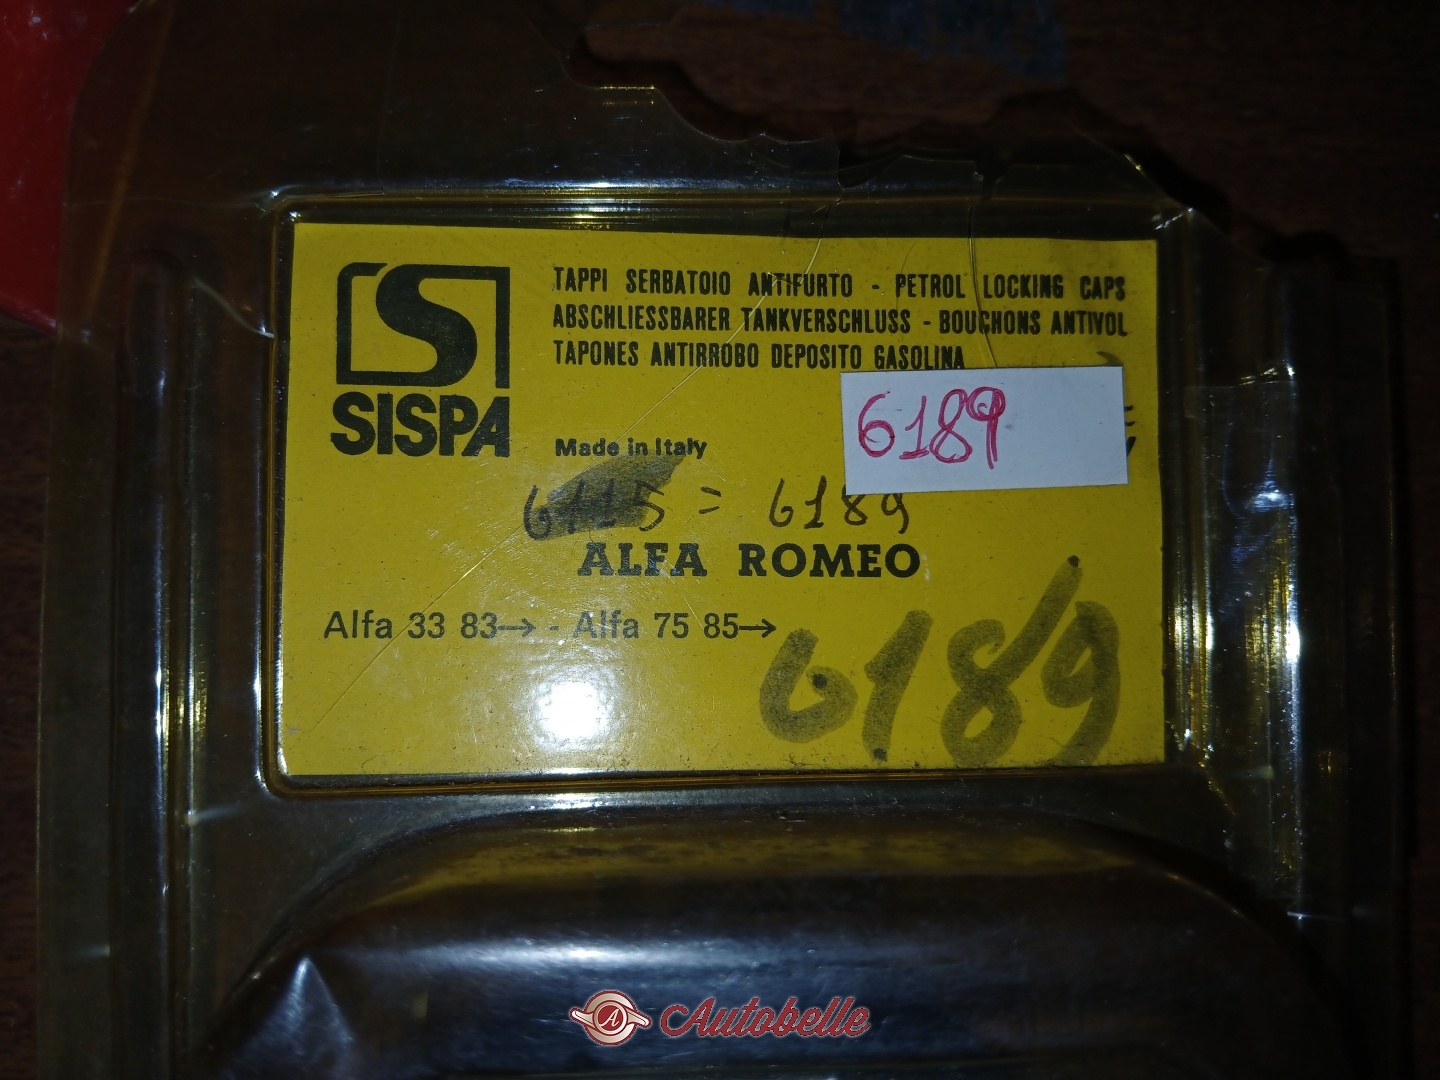 SISPA
TAPPI SERBATOIO ANTIFURTO - PETROL LOCKING CAPS
ABSCHLIESSBARER TANKVERSCHLUSS - BOUCHONS ANTIVOL
TAPONES ANTIRROBO DEPOSITO GASOLINA
6189
Made in Italy
= 6189
ALFA ROMEO
Alfa 33 83→ - Alfa 75 85→
6189
A Autobelle